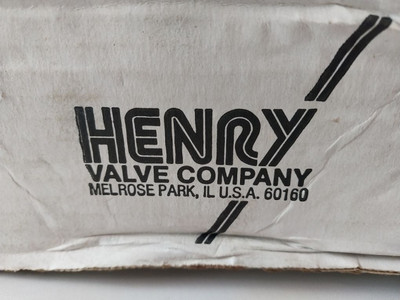 HENRY
VALVE COMPANY
MELROSE PARK, IL U.S.A. 60160